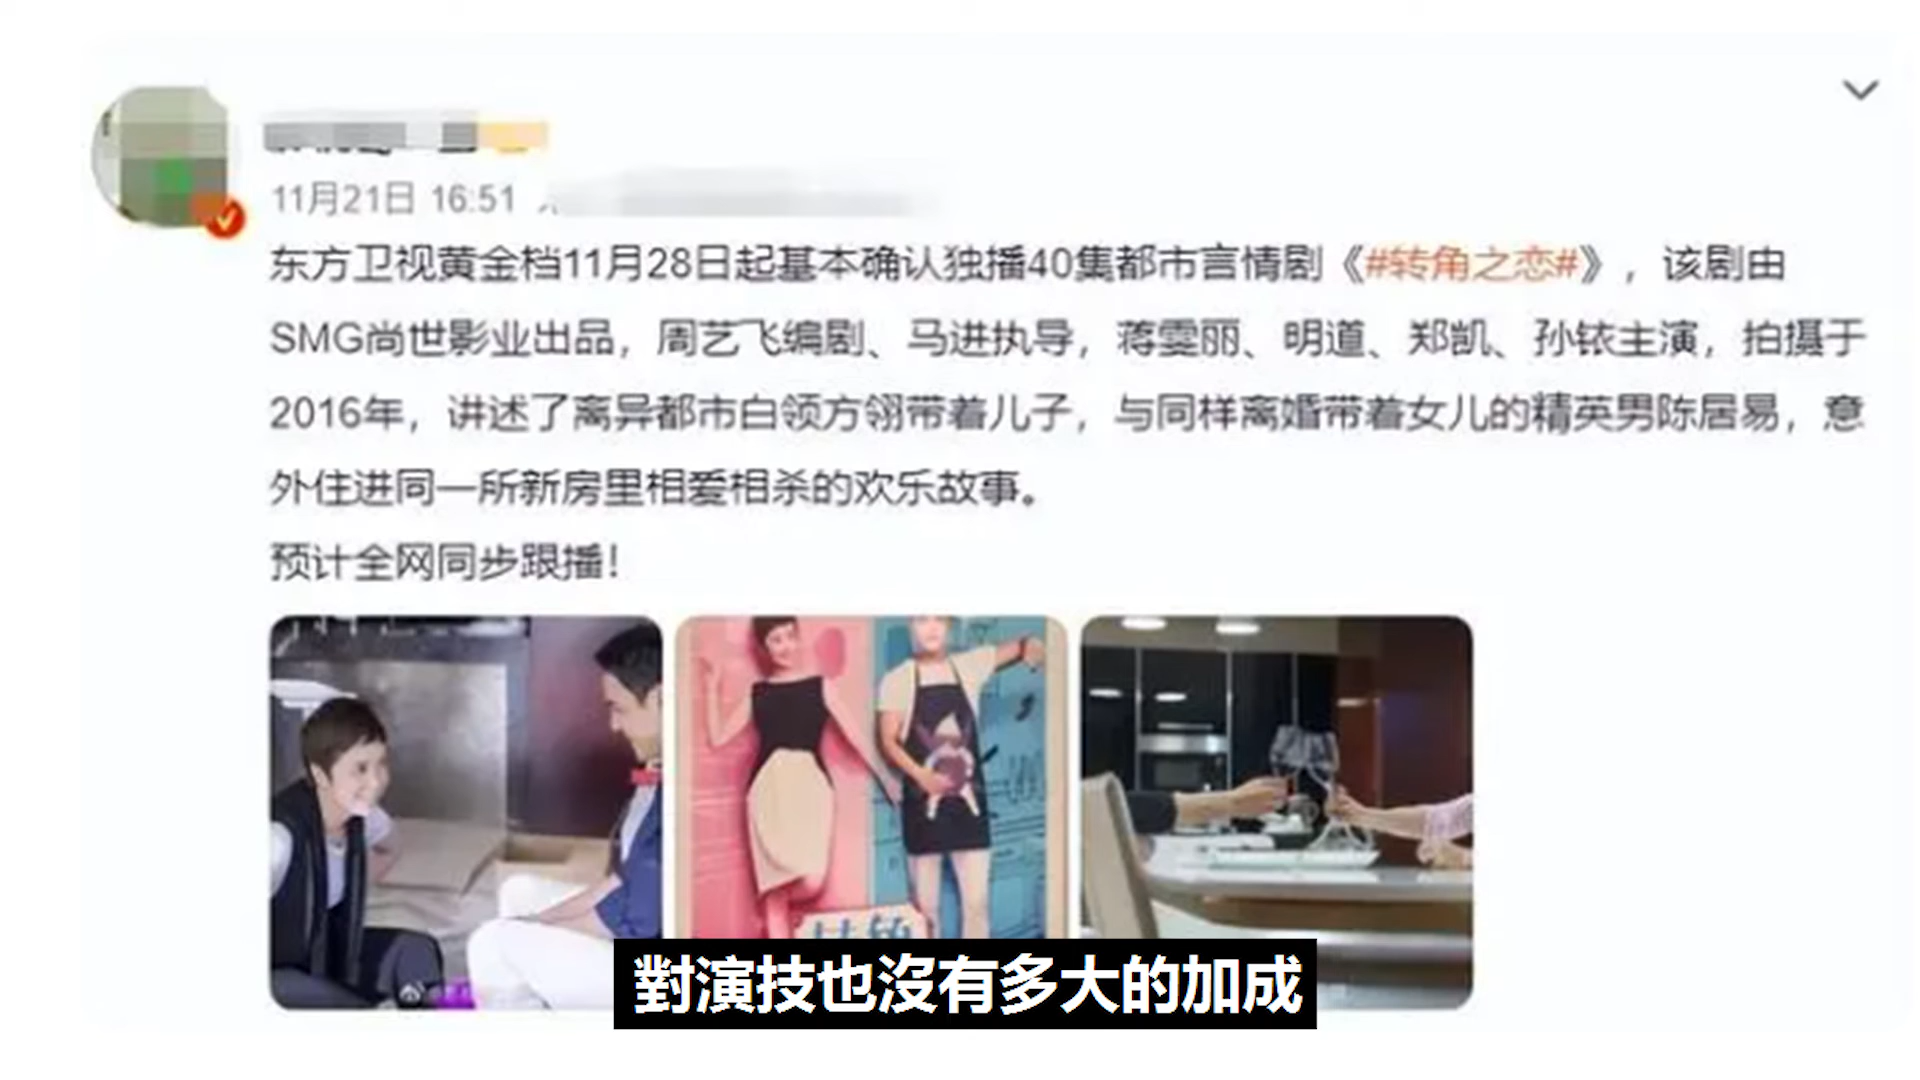 11月21日 16:51
东方卫视黄金档11月28日起基本确认独播40集都市言情剧《#转角之恋#》，该剧由
SMG尚世影业出品，周艺飞编剧、马进执导，蒋雯丽、明道、郑凯、孙铱主演，拍摄于
2016年，讲述了离异都市白领方翎带着儿子，与同样离婚带着女儿的精英男陈居易，意
外住进同一所新房里相爱相杀的欢乐故事。
预计全网同步跟播！
對演技也沒有多大的加成